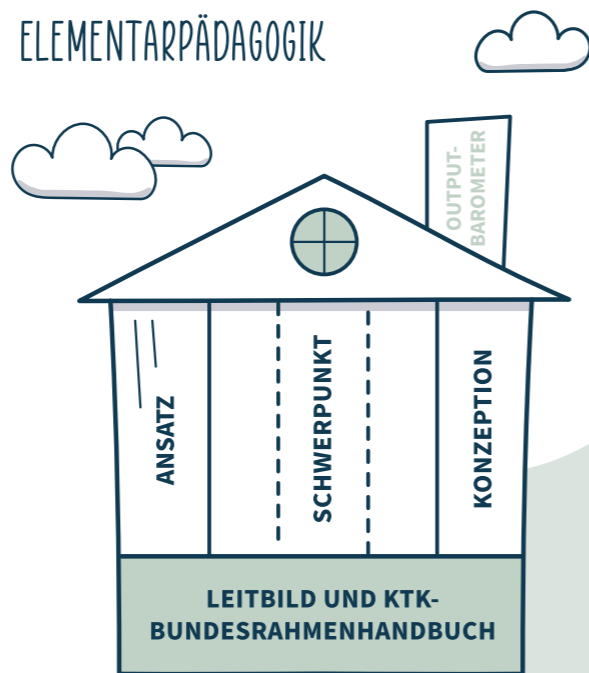 ELEMENTARPÄDAGOGIK
OUTPUT-
BAROMETER
ANSATZ
SCHWERPUNKT
KONZEPTION
LEITBILD UND KTK-
BUNDESRAHMENHANDBUCH